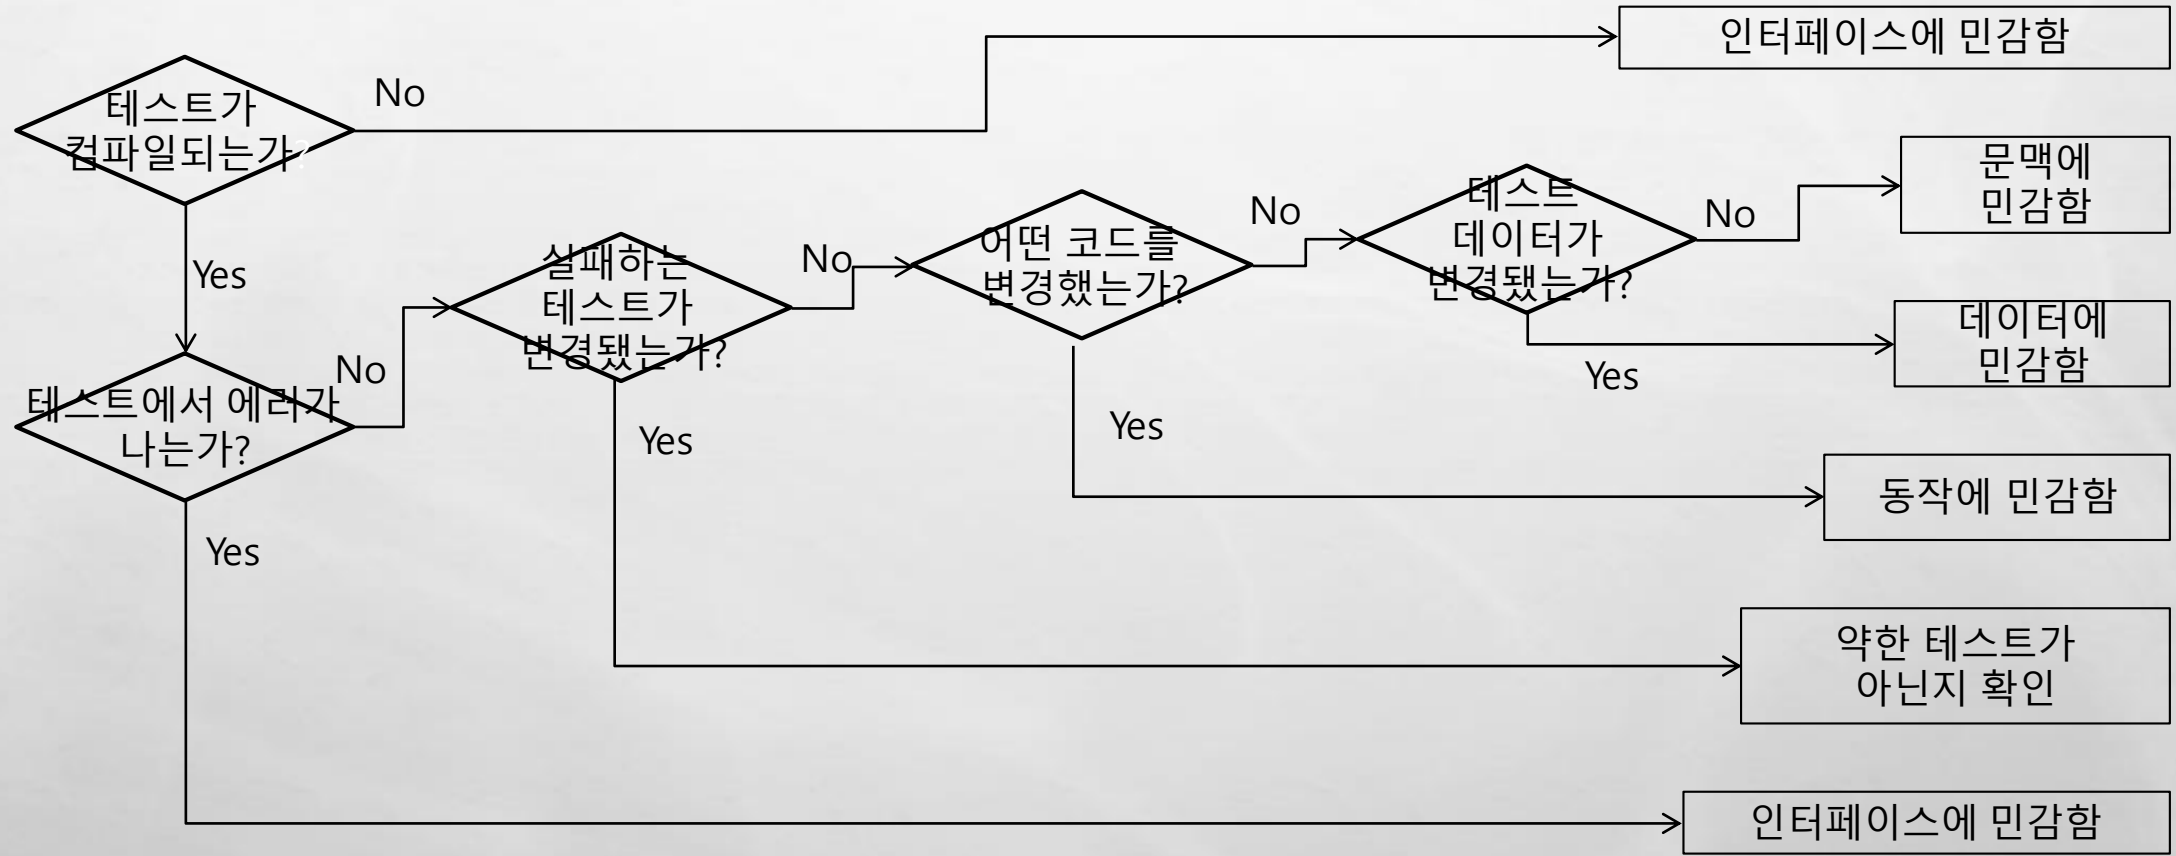 인터페이스에 민감함
No
테스트가
컴파일되는가?
문맥에
민감함
No
테스트
데이터가
변경됐는가?
No
어떤 코드를
변경했는가?
No
실패하는
테스트가
변경됐는가?
Yes
데이터에
민감함
Yes
No
테스트에서 에러가
나는가?
Yes
Yes
동작에 민감함
Yes
약한 테스트가
아닌지 확인
인터페이스에 민감함